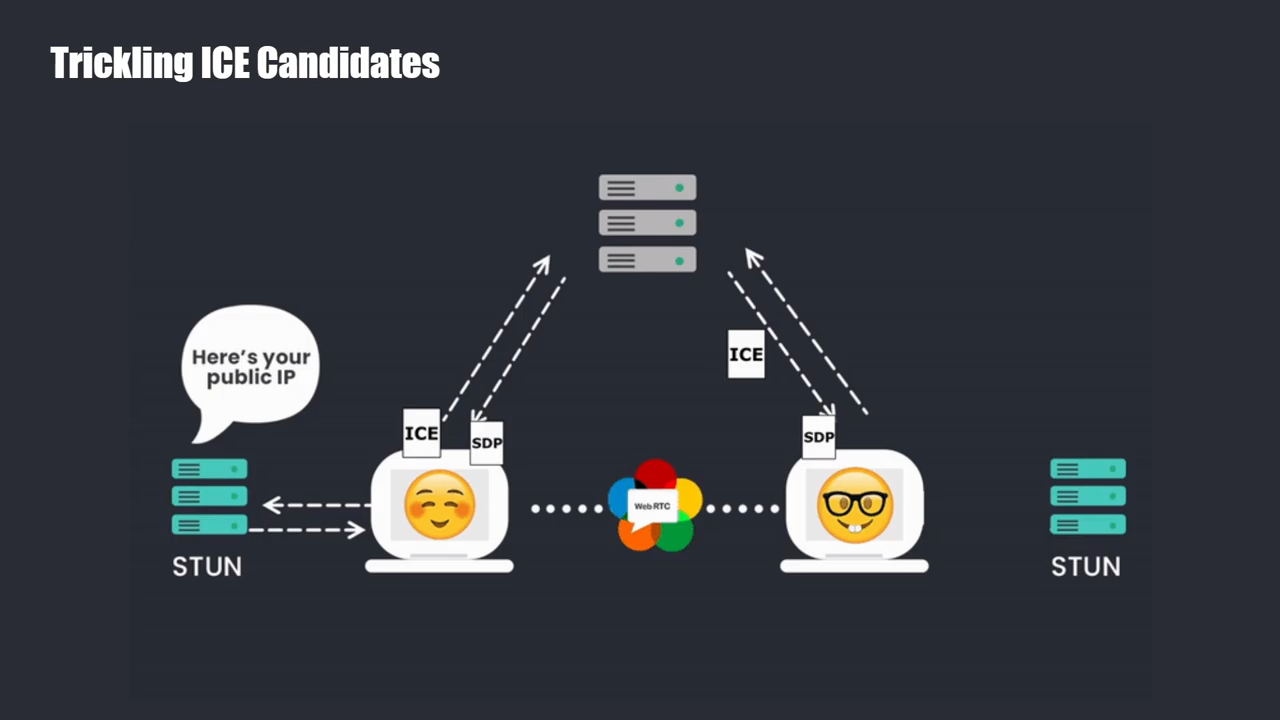 Trickling ICE Candidates
Here's your
public IP
ICE
ICE
SDP
SDP
Web RTC
STUN
STUN